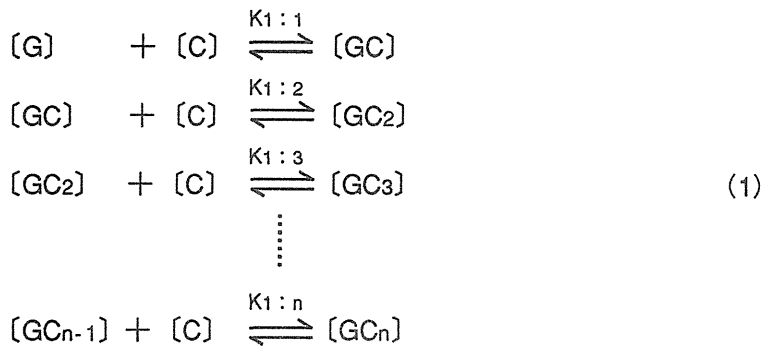 K1 : 1
〔G〕 + 〔C〕 ⇌ 〔GC〕
K1 : 2
〔GC〕 + 〔C〕 ⇌ 〔GC2〕
K1 : 3
〔GC2〕 + 〔C〕 ⇌ 〔GC3〕 (1)
K1 : n
〔GCn-1〕 + 〔C〕 ⇌ 〔GCn〕